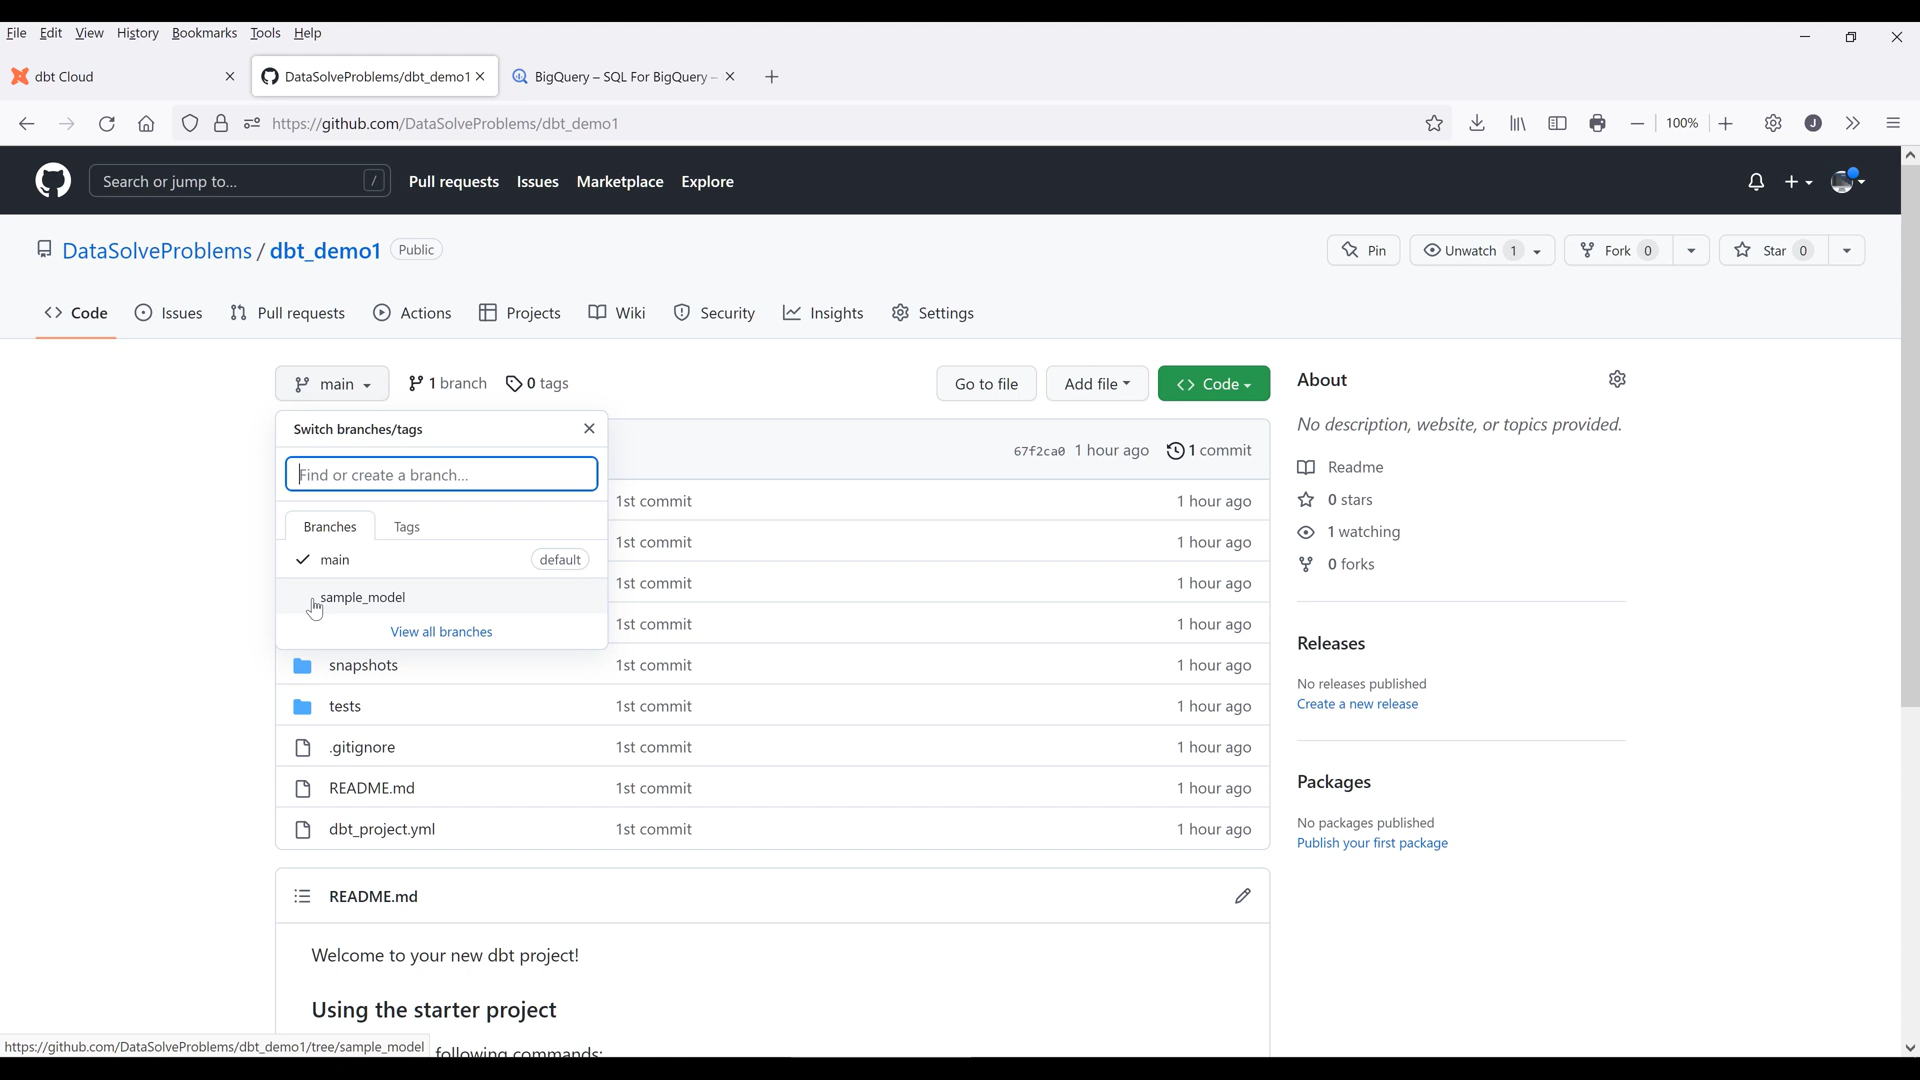 File Edit View History Bookmarks Tools Help
dbt Cloud
DataSolveProblems/dbt_demo1
BigQuery – SQL For BigQuery –
https://github.com/DataSolveProblems/dbt_demo1
100%
J
Search or jump to... /
Pull requests Issues Marketplace Explore
DataSolveProblems / dbt_demo1 Public
Pin Unwatch 1 Fork 0 Star 0
Code Issues Pull requests Actions Projects Wiki Security Insights Settings
main 1 branch 0 tags
Go to file Add file Code
Switch branches/tags
Find or create a branch...
Branches Tags
main default
sample_model
View all branches
67f2ca0 1 hour ago 1 commit
1st commit 1 hour ago
1st commit 1 hour ago
1st commit 1 hour ago
1st commit 1 hour ago
snapshots 1st commit 1 hour ago
tests 1st commit 1 hour ago
.gitignore 1st commit 1 hour ago
README.md 1st commit 1 hour ago
dbt_project.yml 1st commit 1 hour ago
README.md
Welcome to your new dbt project!
Using the starter project
following commands:
About
No description, website, or topics provided.
Readme
0 stars
1 watching
0 forks
Releases
No releases published
Create a new release
Packages
No packages published
Publish your first package
https://github.com/DataSolveProblems/dbt_demo1/tree/sample_model